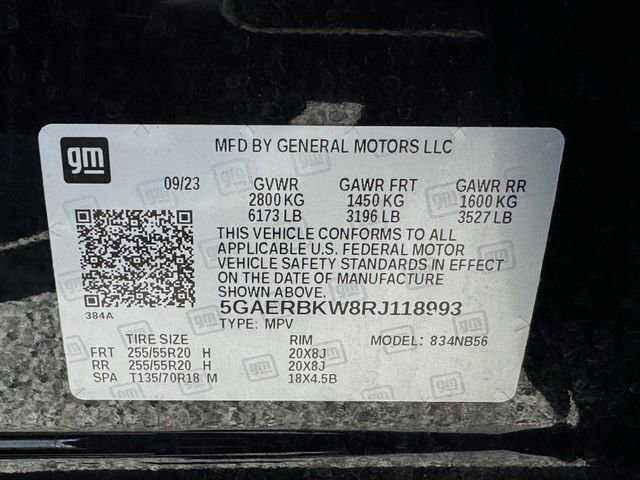 gm
MFD BY GENERAL MOTORS LLC
09/23 GVWR GAWR FRT GAWR RR
2800 KG 1450 KG 1600 KG
6173 LB 3196 LB 3527 LB
THIS VEHICLE CONFORMS TO ALL
APPLICABLE U.S. FEDERAL MOTOR
VEHICLE SAFETY STANDARDS IN EFFECT
ON THE DATE OF MANUFACTURE
SHOWN ABOVE.
384A
5GAERBKW8RJ118993
TYPE: MPV
TIRE SIZE RIM MODEL: 834NB56
FRT 255/55R20 H 20X8J
RR 255/55R20 H 20X8J
SPA T135/70R18 M 18X4.5B